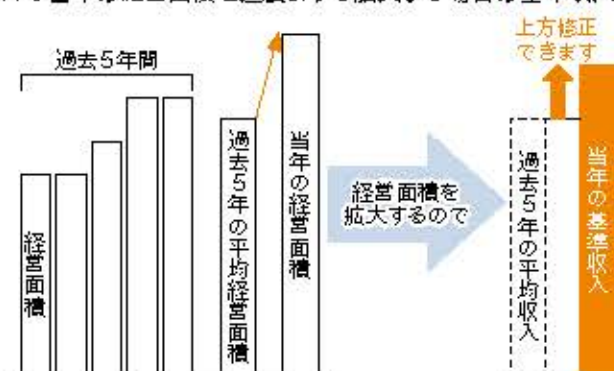 過去5年間
経営面積
過去5年の平均経営面積
当年の経営面積
経営面積を
拡大するので
過去5年の平均収入
上方修正
できます
当年の基準収入